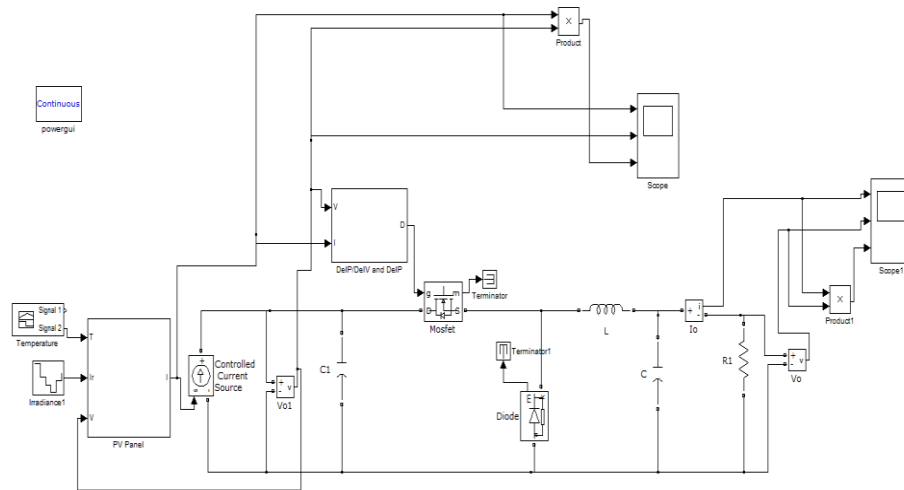 X
Product
Continuous
powergui
Scope
V
D
I
DelP/DelV and DelP
Scope1
g
m
D
S
Terminator
Mosfet
Signal 1
Signal 2
Temperature
T
Ir
I
V
PV Panel
Irradiance1
+
s
-
Controlled
Current
Source
+
-
v
Vo1
C1
Terminator1
E
Diode
L
C
+
i
-
Io
R1
+
-
v
Vo
X
Product1